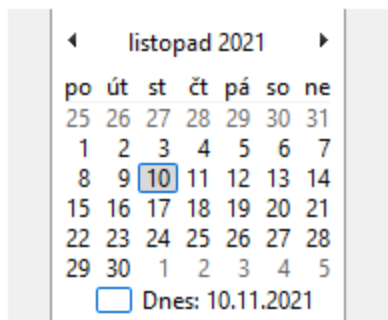 listopad 2021
po út st čt pá so ne
25 26 27 28 29 30 31
1 2 3 4 5 6 7
8 9 10 11 12 13 14
15 16 17 18 19 20 21
22 23 24 25 26 27 28
29 30 1 2 3 4 5
Dnes: 10.11.2021